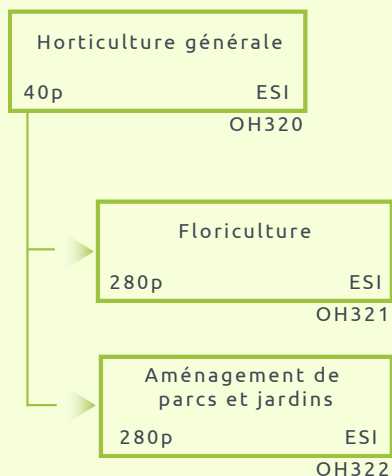 Horticulture générale
40p ESI
OH320
Floriculture
280p ESI
OH321
Aménagement de
parcs et jardins
280p ESI
OH322